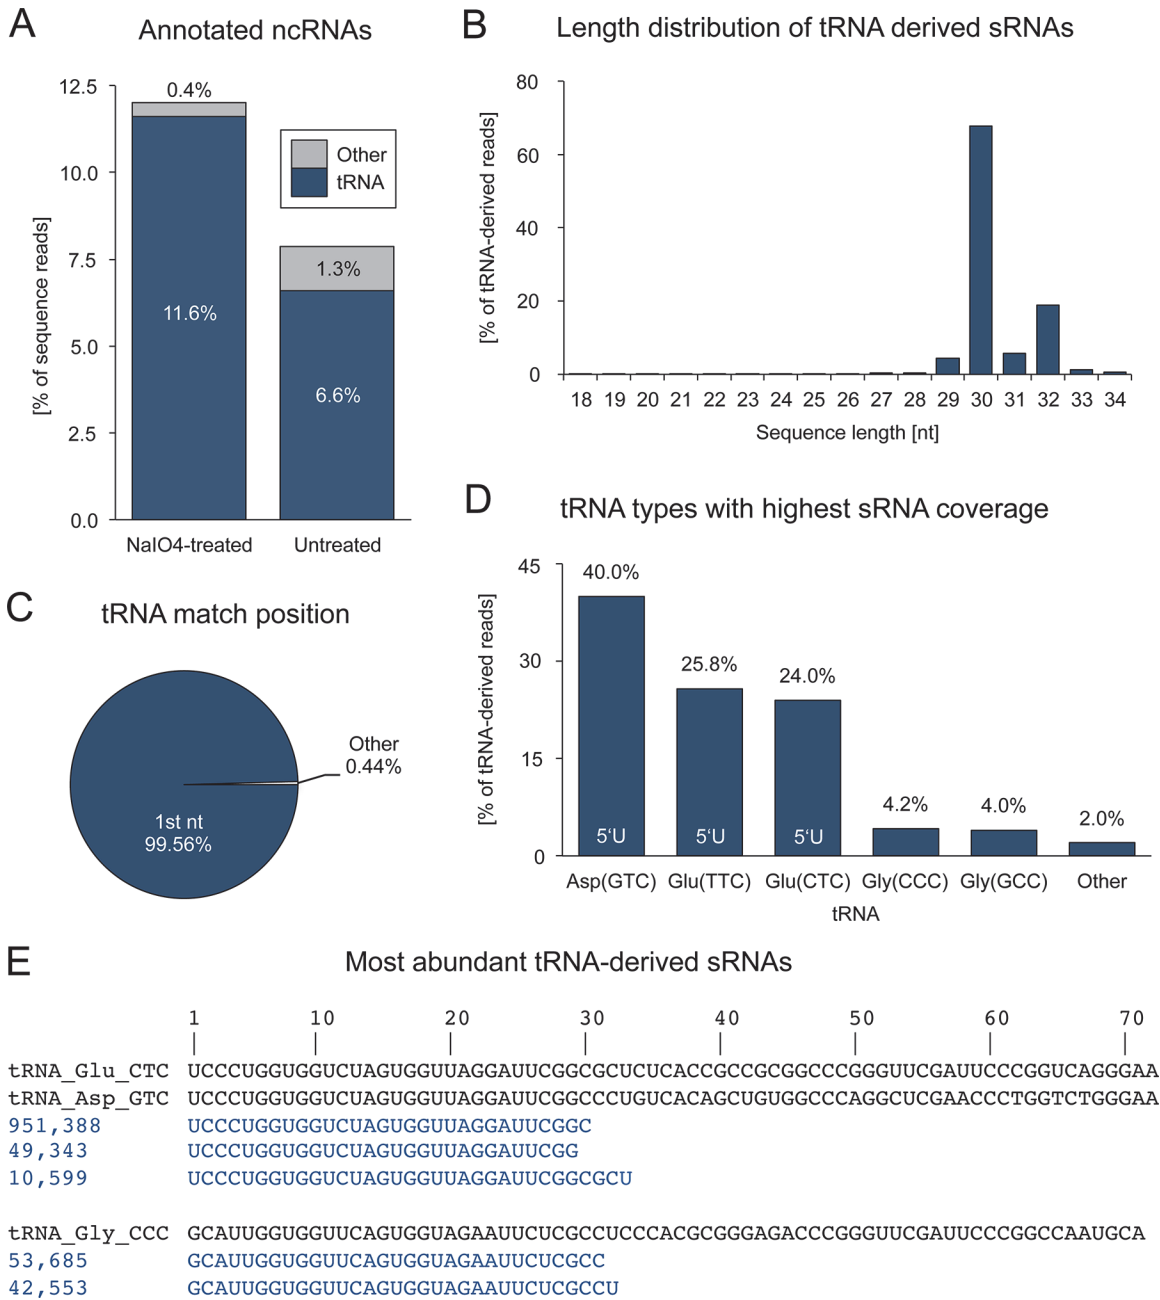 A
Annotated ncRNAs
[% of sequence reads]
12.5
10.0
7.5
5.0
2.5
0.0
0.4%
11.6%
1.3%
6.6%
Other
tRNA
NaIO4-treated
Untreated
B
Length distribution of tRNA derived sRNAs
[% of tRNA-derived reads]
80
60
40
20
0
18 19 20 21 22 23 24 25 26 27 28 29 30 31 32 33 34
Sequence length [nt]
C
tRNA match position
Other
0.44%
1st nt
99.56%
D
tRNA types with highest sRNA coverage
[% of tRNA-derived reads]
45
30
15
0
40.0%
25.8%
24.0%
4.2%
4.0%
2.0%
5‘U 5‘U 5‘U
Asp(GTC) Glu(TTC) Glu(CTC) Gly(CCC) Gly(GCC) Other
tRNA
E
Most abundant tRNA-derived sRNAs
1 10 20 30 40 50 60 70
tRNA_Glu_CTC UCCCUGGUGGUCUAGUGGUUAGGAUUCGGCGCUCUCACCGCCGCGGCCCGGGUUCGAUUCCCGGUCAGGGAA
tRNA_Asp_GTC UCCCUGGUGGUCUAGUGGUUAGGAUUCGGCCCUGUCACAGCUGUGGCCCAGGCUCGAACCCTGGTCTGGGAA
951,388 UCCCUGGUGGUCUAGUGGUUAGGAUUCGGC
49,343 UCCCUGGUGGUCUAGUGGUUAGGAUUCGG
10,599 UCCCUGGUGGUCUAGUGGUUAGGAUUCGGCGCU
tRNA_Gly_CCC GCAUUGGUGGUUCAGUGGUAGAAUUCUCGCCUCCCACGCGGGAGACCCGGGUUCGAUUCCCGGCCAAUGCA
53,685 GCAUUGGUGGUUCAGUGGUAGAAUUCUCGCC
42,553 GCAUUGGUGGUUCAGUGGUAGAAUUCUCGCCU